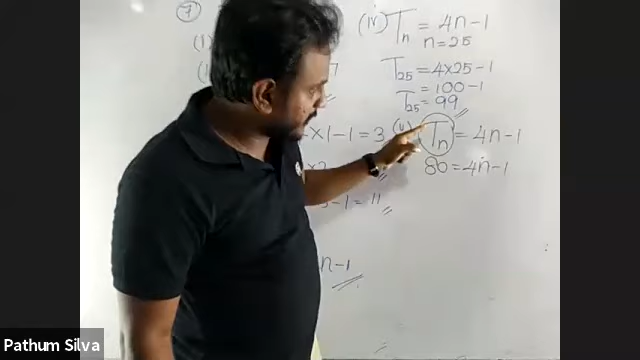 7
(iv) Tn = 4n-1
n=25
(I)
T25 = 4×25-1
= 100-1
T25 = 99
×1-1=3
(v) Tn = 4n-1
80=4n-1
-1=11
n-1
Pathum Silva